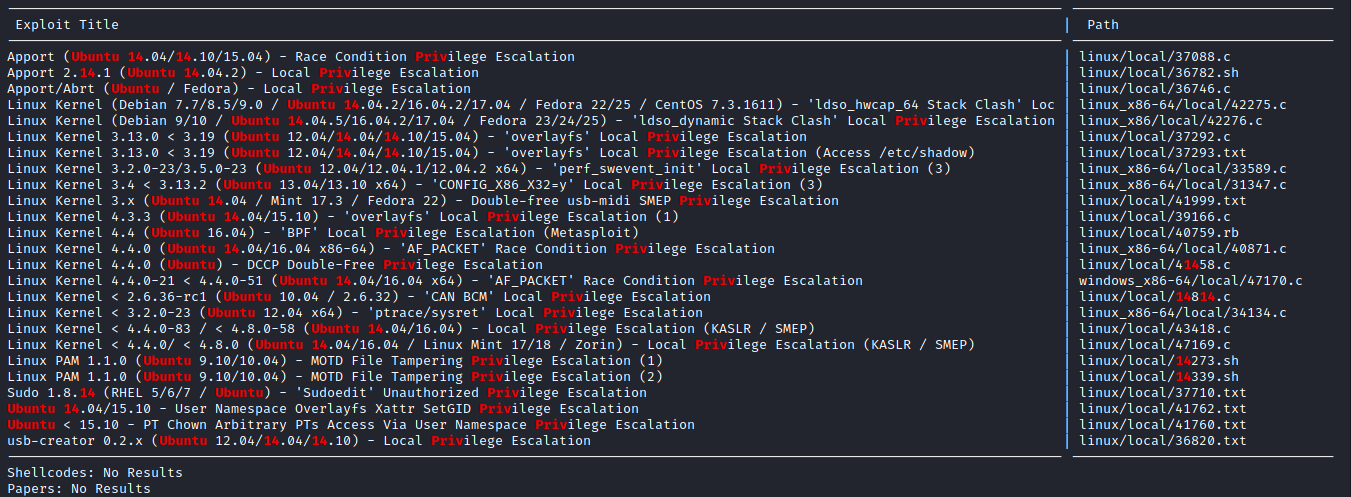 Exploit Title | Path
Apport (Ubuntu 14.04/14.10/15.04) - Race Condition Privilege Escalation | linux/local/37088.c
Apport 2.14.1 (Ubuntu 14.04.2) - Local Privilege Escalation | linux/local/36782.sh
Apport/Abrt (Ubuntu / Fedora) - Local Privilege Escalation | linux/local/36746.c
Linux Kernel (Debian 7.7/8.5/9.0 / Ubuntu 14.04.2/16.04.2/17.04 / Fedora 22/25 / CentOS 7.3.1611) - 'ldso_hwcap_64 Stack Clash' Loc | linux_x86-64/local/42275.c
Linux Kernel (Debian 9/10 / Ubuntu 14.04.5/16.04.2/17.04 / Fedora 23/24/25) - 'ldso_dynamic Stack Clash' Local Privilege Escalation | linux_x86/local/42276.c
Linux Kernel 3.13.0 < 3.19 (Ubuntu 12.04/14.04/14.10/15.04) - 'overlayfs' Local Privilege Escalation | linux/local/37292.c
Linux Kernel 3.13.0 < 3.19 (Ubuntu 12.04/14.04/14.10/15.04) - 'overlayfs' Local Privilege Escalation (Access /etc/shadow) | linux/local/37293.txt
Linux Kernel 3.2.0-23/3.5.0-23 (Ubuntu 12.04/12.04.1/12.04.2 x64) - 'perf_swevent_init' Local Privilege Escalation (3) | linux_x86-64/local/33589.c
Linux Kernel 3.4 < 3.13.2 (Ubuntu 13.04/13.10 x64) - 'CONFIG_X86_X32=y' Local Privilege Escalation (3) | linux_x86-64/local/31347.c
Linux Kernel 3.x (Ubuntu 14.04 / Mint 17.3 / Fedora 22) - Double-free usb-midi SMEP Privilege Escalation | linux/local/41999.txt
Linux Kernel 4.3.3 (Ubuntu 14.04/15.10) - 'overlayfs' Local Privilege Escalation (1) | linux/local/39166.c
Linux Kernel 4.4 (Ubuntu 16.04) - 'BPF' Local Privilege Escalation (Metasploit) | linux/local/40759.rb
Linux Kernel 4.4.0 (Ubuntu 14.04/16.04 x86-64) - 'AF_PACKET' Race Condition Privilege Escalation | linux_x86-64/local/40871.c
Linux Kernel 4.4.0 (Ubuntu) - DCCP Double-Free Privilege Escalation | linux/local/41458.c
Linux Kernel 4.4.0-21 < 4.4.0-51 (Ubuntu 14.04/16.04 x64) - 'AF_PACKET' Race Condition Privilege Escalation | windows_x86-64/local/47170.c
Linux Kernel < 2.6.36-rc1 (Ubuntu 10.04 / 2.6.32) - 'CAN BCM' Local Privilege Escalation | linux/local/14814.c
Linux Kernel < 3.2.0-23 (Ubuntu 12.04 x64) - 'ptrace/sysret' Local Privilege Escalation | linux_x86-64/local/34134.c
Linux Kernel < 4.4.0-83 / < 4.8.0-58 (Ubuntu 14.04/16.04) - Local Privilege Escalation (KASLR / SMEP) | linux/local/43418.c
Linux Kernel < 4.4.0/ < 4.8.0 (Ubuntu 14.04/16.04 / Linux Mint 17/18 / Zorin) - Local Privilege Escalation (KASLR / SMEP) | linux/local/47169.c
Linux PAM 1.1.0 (Ubuntu 9.10/10.04) - MOTD File Tampering Privilege Escalation (1) | linux/local/14273.sh
Linux PAM 1.1.0 (Ubuntu 9.10/10.04) - MOTD File Tampering Privilege Escalation (2) | linux/local/14339.sh
Sudo 1.8.14 (RHEL 5/6/7 / Ubuntu) - 'Sudoedit' Unauthorized Privilege Escalation | linux/local/37710.txt
Ubuntu 14.04/15.10 - User Namespace Overlayfs Xattr SetGID Privilege Escalation | linux/local/41762.txt
Ubuntu < 15.10 - PT Chown Arbitrary PTs Access Via User Namespace Privilege Escalation | linux/local/41760.txt
usb-creator 0.2.x (Ubuntu 12.04/14.04/14.10) - Local Privilege Escalation | linux/local/36820.txt
Shellcodes: No Results
Papers: No Results